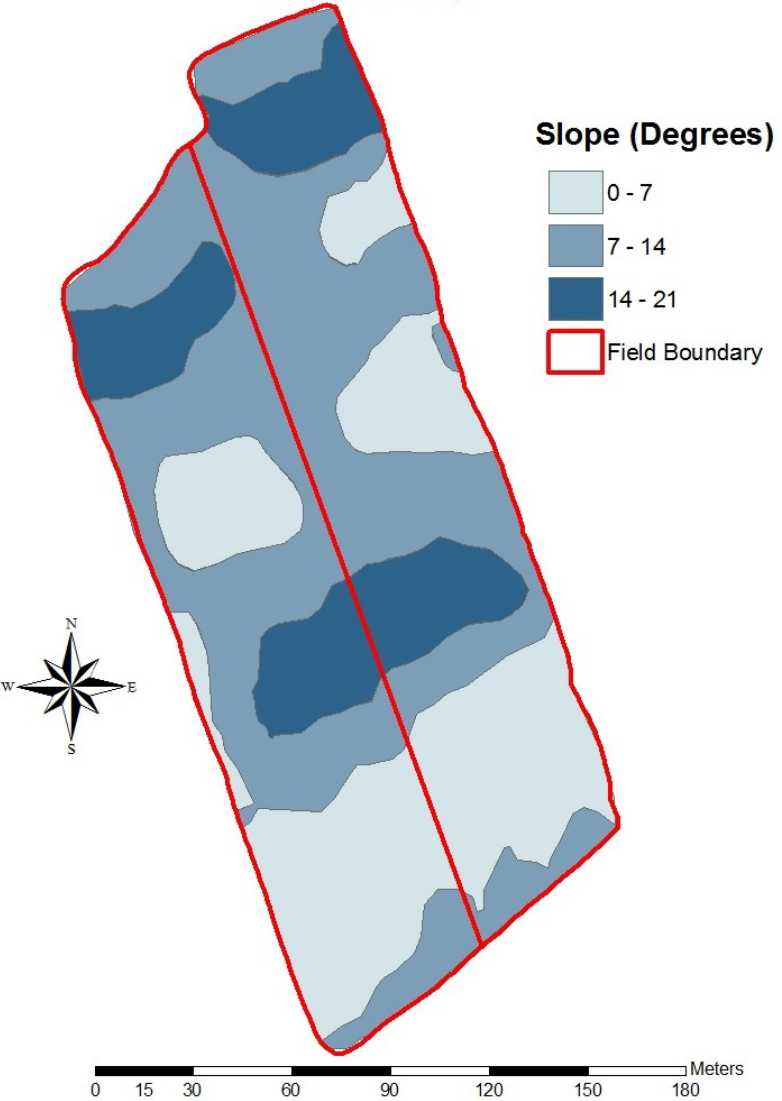 Slope (Degrees)
0 - 7
7 - 14
14 - 21
Field Boundary
N
W E
S
Meters
0 15 30 60 90 120 150 180